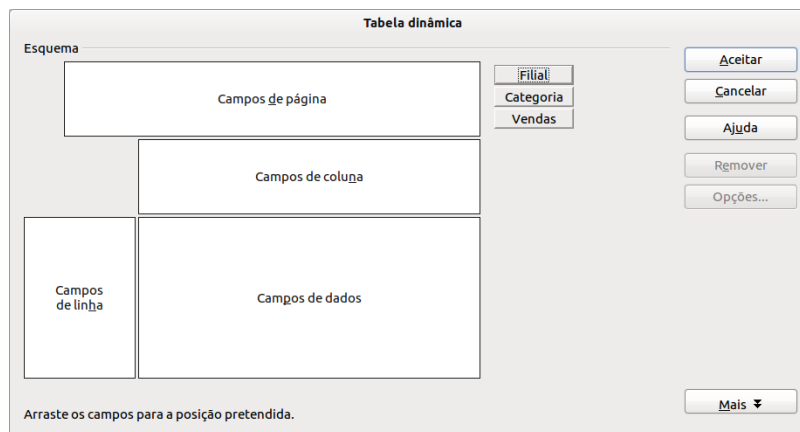 Tabela dinâmica
Esquema
Campos de página
Filial
Categoria
Vendas
Campos de coluna
Campos
de linha
Campos de dados
Aceitar
Cancelar
Ajuda
Remover
Opções...
Mais
Arraste os campos para a posição pretendida.